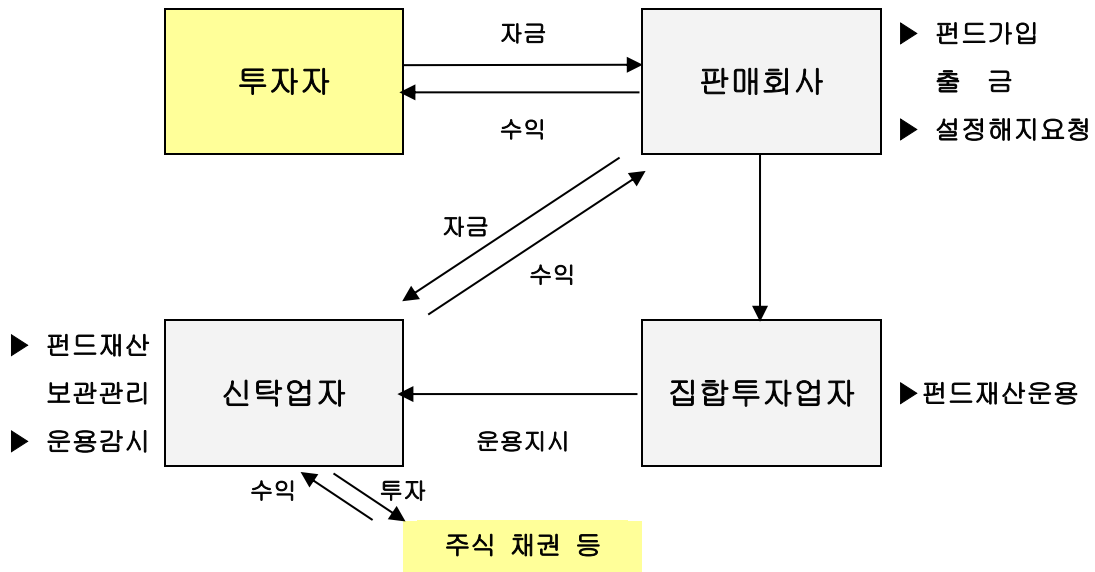 자금
투자자
판매회사
▶ 펀드가입
출 금
▶ 설정해지요청
수익
자금
수익
▶ 펀드재산
보관관리
▶ 운용감시
신탁업자
집합투자업자
▶펀드재산운용
운용지시
수익
투자
주식 채권 등